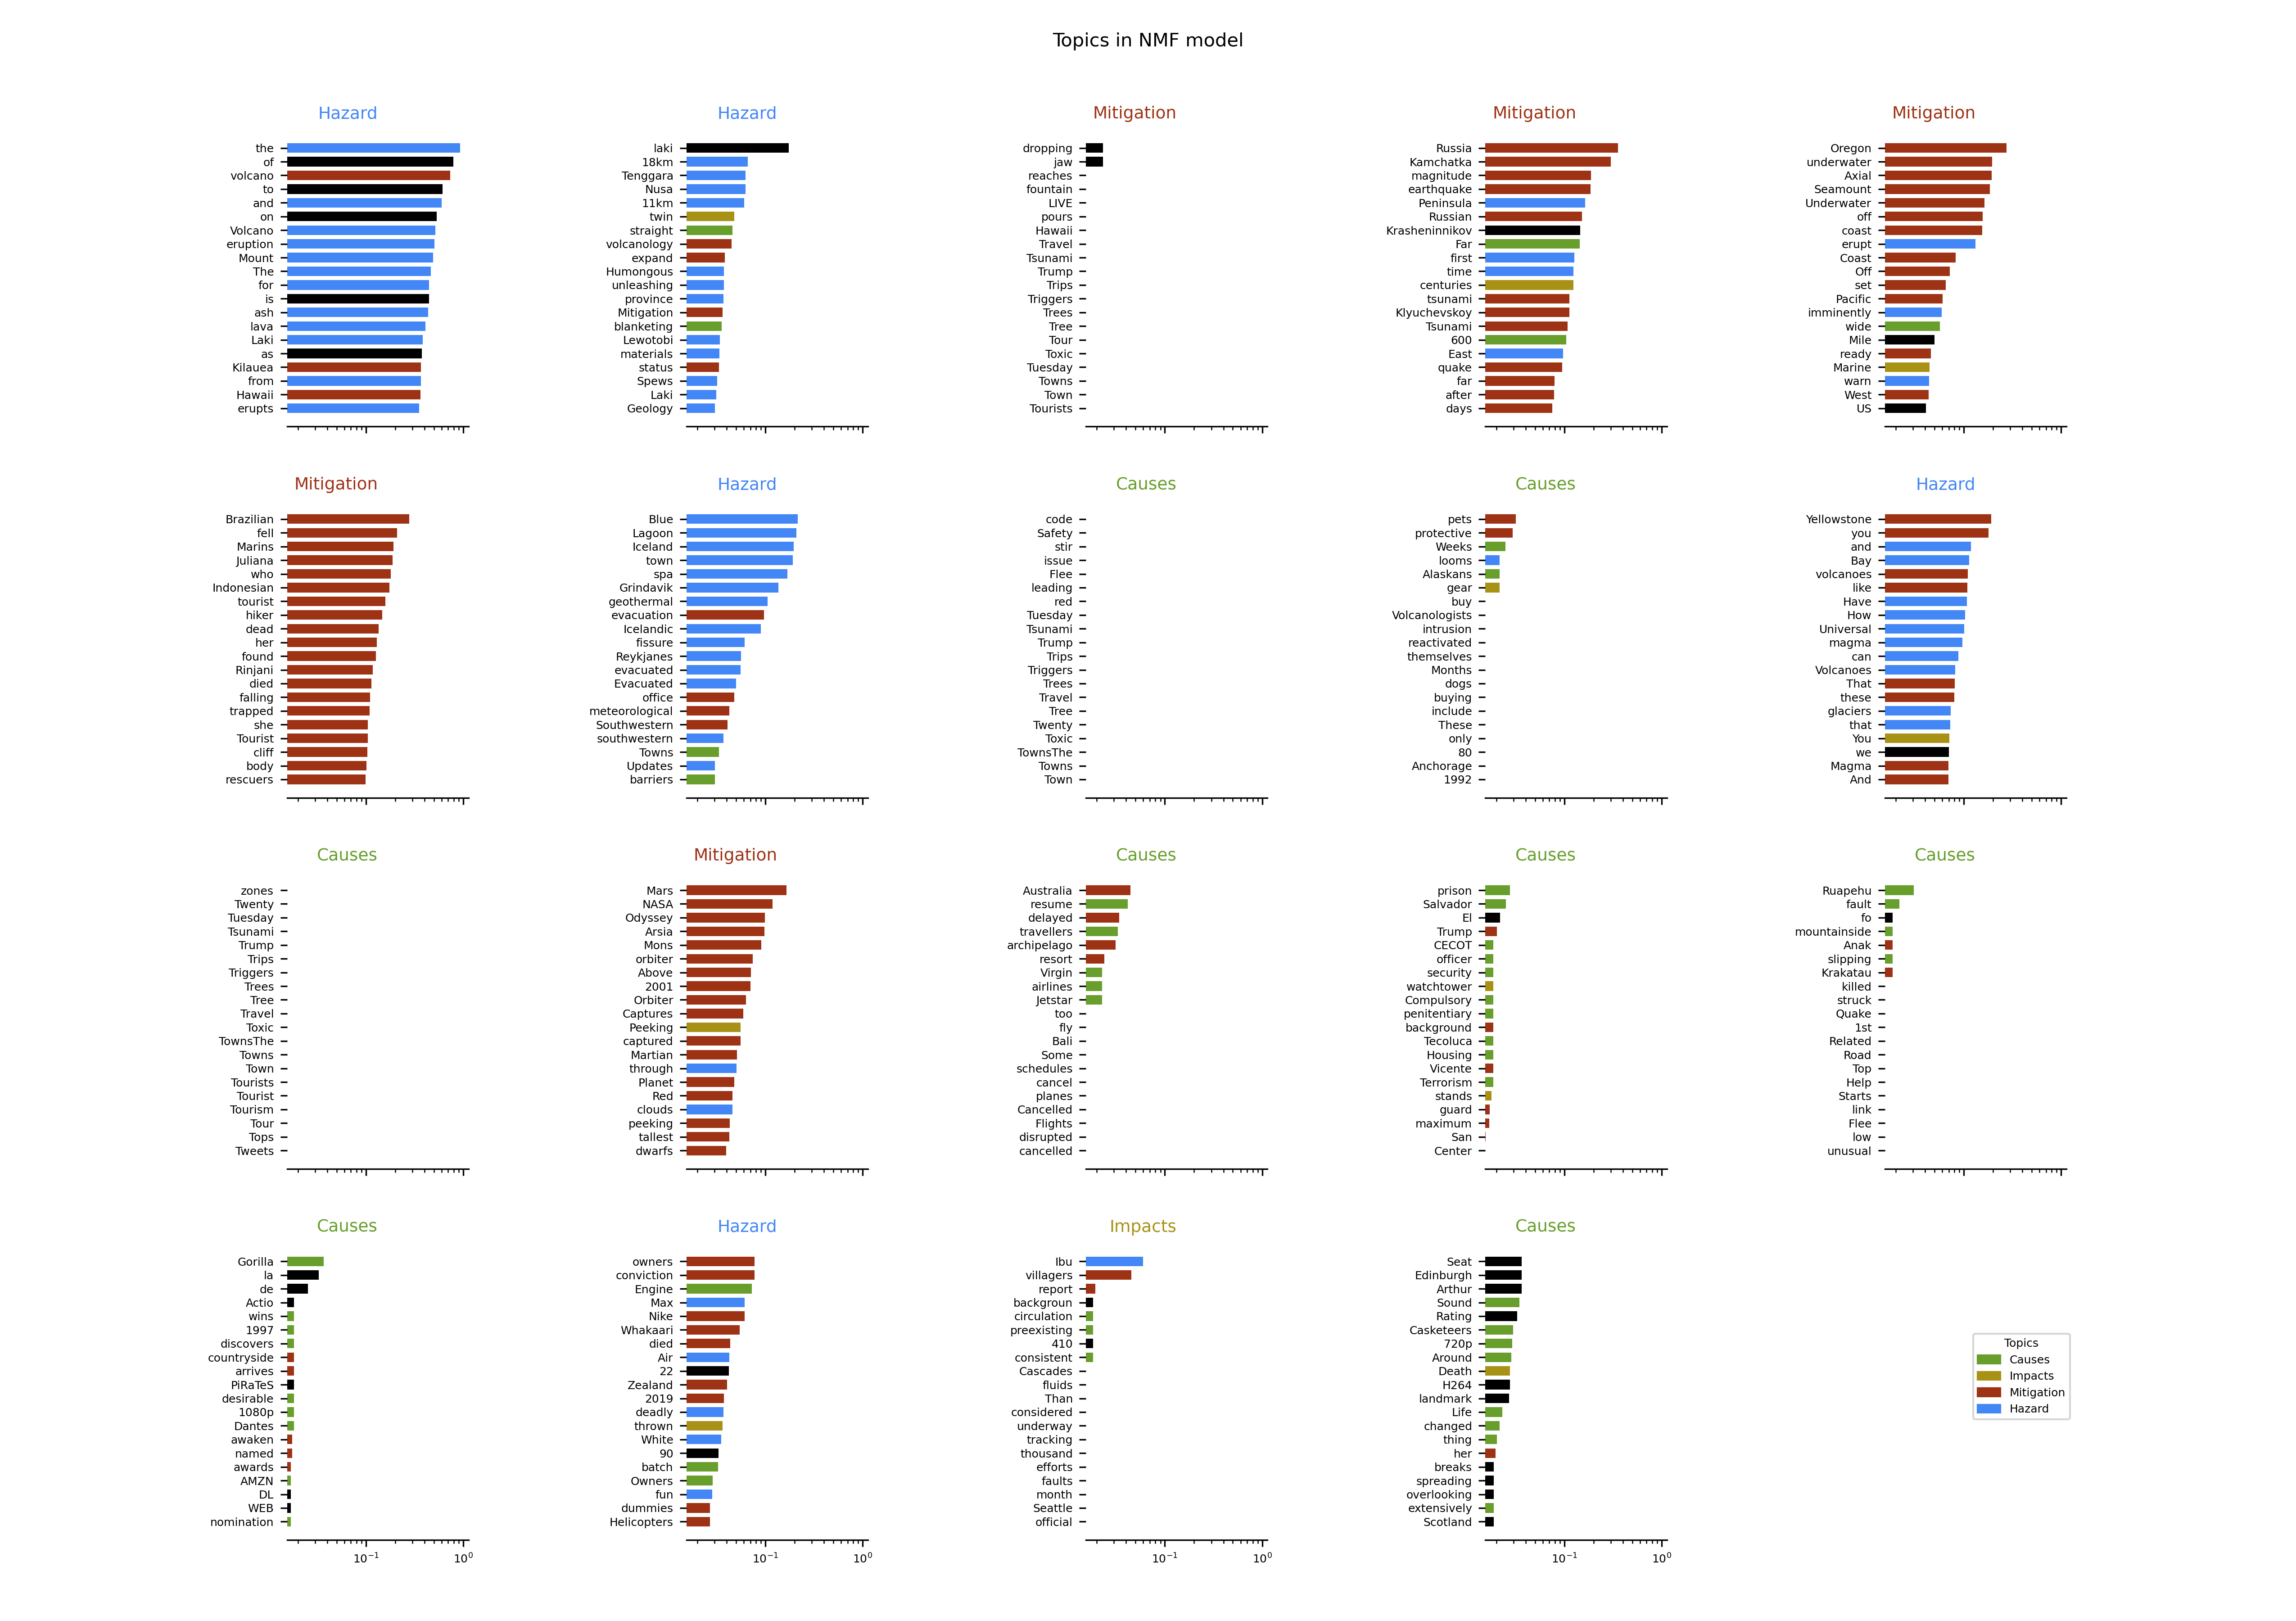 Topics in NMF model
Hazard
the
of
volcano
to
and
on
Volcano
eruption
Mount
The
for
is
ash
lava
Laki
as
Kilauea
from
Hawaii
erupts
Hazard
laki
18km
Tenggara
Nusa
11km
twin
straight
volcanology
expand
Humongous
unleashing
province
Mitigation
blanketing
Lewotobi
materials
status
Spews
Laki
Geology
Mitigation
dropping
jaw
reaches
fountain
LIVE
pours
Hawaii
Travel
Tsunami
Trump
Trips
Triggers
Trees
Tree
Tour
Toxic
Tuesday
Towns
Town
Tourists
Mitigation
Russia
Kamchatka
magnitude
earthquake
Peninsula
Russian
Krasheninnikov
Far
first
time
centuries
tsunami
Klyuchevskoy
Tsunami
600
East
quake
far
after
days
Mitigation
Oregon
underwater
Axial
Seamount
Underwater
off
coast
erupt
Coast
Off
set
Pacific
imminently
wide
Mile
ready
Marine
warn
West
US
Mitigation
Brazilian
fell
Marins
Juliana
who
Indonesian
tourist
hiker
dead
her
found
Rinjani
died
falling
trapped
she
Tourist
cliff
body
rescuers
Hazard
Blue
Lagoon
Iceland
town
spa
Grindavik
geothermal
evacuation
Icelandic
fissure
Reykjanes
evacuated
Evacuated
office
meteorological
Southwestern
southwestern
Towns
Updates
barriers
Causes
code
Safety
stir
issue
Flee
leading
red
Tuesday
Tsunami
Trump
Trips
Triggers
Trees
Travel
Tree
Twenty
Toxic
TownsThe
Towns
Town
Causes
pets
protective
Weeks
looms
Alaskans
gear
buy
Volcanologists
intrusion
reactivated
themselves
Months
dogs
buying
include
These
only
80
Anchorage
1992
Hazard
Yellowstone
you
and
Bay
volcanoes
like
Have
How
Universal
magma
can
Volcanoes
That
these
glaciers
that
You
we
Magma
And
Causes
zones
Twenty
Tuesday
Tsunami
Trump
Trips
Triggers
Trees
Tree
Travel
Toxic
TownsThe
Towns
Town
Tourists
Tourist
Tourism
Tour
Tops
Tweets
Mitigation
Mars
NASA
Odyssey
Arsia
Mons
orbiter
Above
2001
Orbiter
Captures
Peeking
captured
Martian
through
Planet
Red
clouds
peeking
tallest
dwarfs
Causes
Australia
resume
delayed
travellers
archipelago
resort
Virgin
airlines
Jetstar
too
fly
Bali
Some
schedules
cancel
planes
Cancelled
Flights
disrupted
cancelled
Causes
prison
Salvador
El
Trump
CECOT
officer
security
watchtower
Compulsory
penitentiary
background
Tecoluca
Housing
Vicente
Terrorism
stands
guard
maximum
San
Center
Causes
Ruapehu
fault
fo
mountainside
Anak
slipping
Krakatau
killed
struck
Quake
1st
Related
Road
Top
Help
Starts
link
Flee
low
unusual
Causes
Gorilla
la
de
Actio
wins
1997
discovers
countryside
arrives
PiRaTeS
desirable
1080p
Dantes
awaken
named
awards
AMZN
DL
WEB
nomination
10⁻¹ 10⁰
Hazard
owners
conviction
Engine
Max
Nike
Whakaari
died
Air
22
Zealand
2019
deadly
thrown
White
90
batch
Owners
fun
dummies
Helicopters
10⁻¹ 10⁰
Impacts
Ibu
villagers
report
backgroun
circulation
preexisting
410
consistent
Cascades
fluids
Than
considered
underway
tracking
thousand
efforts
faults
month
Seattle
official
10⁻¹ 10⁰
Causes
Seat
Edinburgh
Arthur
Sound
Rating
Casketeers
720p
Around
Death
H264
landmark
Life
changed
thing
her
breaks
spreading
overlooking
extensively
Scotland
10⁻¹ 10⁰
Topics
Causes
Impacts
Mitigation
Hazard